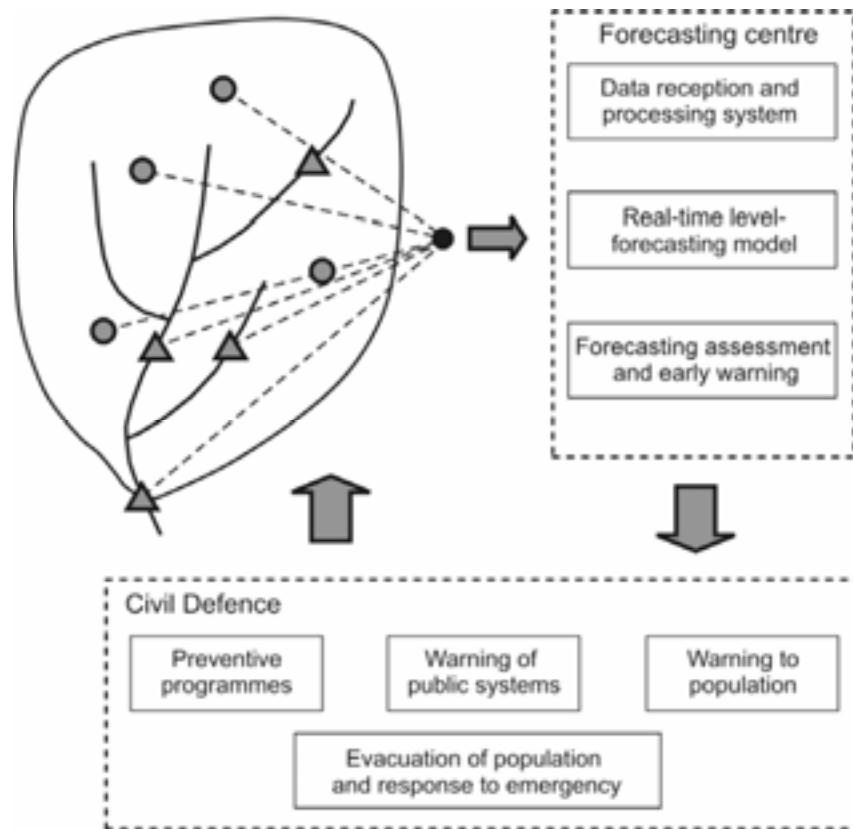 Forecasting centre
Data reception and
processing system
Real-time level-
forecasting model
Forecasting assessment
and early warning
Civil Defence
Preventive
programmes
Warning of
public systems
Warning to
population
Evacuation of population
and response to emergency